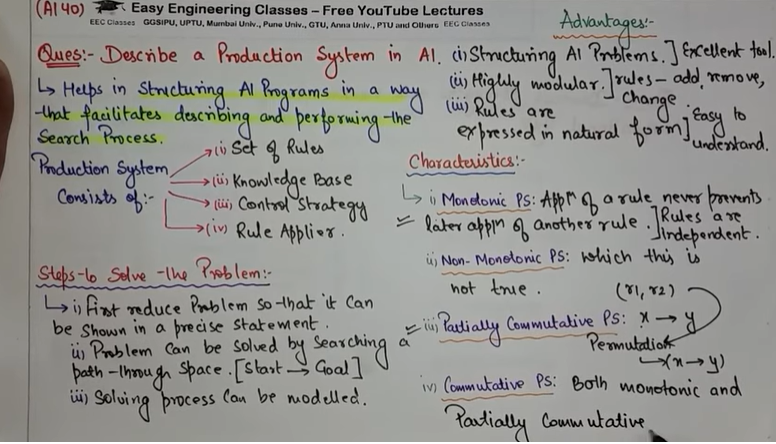 (AI 40)
Easy Engineering Classes – Free YouTube Lectures
EEC Classes GGSIPU, UPTU, Mumbai Univ., Pune Univ., GTU, Anna Univ., PTU and Others EEC Classes
Ques:- Describe a Production System in AI.
↳ Helps in Structuring AI Programs in a way
that facilitates describing and performing the
Search Process.
Production System
Consists of:-
→ (i) Set of Rules
→ (ii) Knowledge Base
→ (iii) Control Strategy
→ (iv) Rule Applier.
Steps to Solve the Problem:-
↳ i) First reduce Problem so that it can
be shown in a precise statement.
ii) Problem can be solved by Searching a
path through Space. [Start → Goal]
iii) Solving process can be modelled.
Advantages:-
(i) Structuring AI Problems. ] Excellent tool.
(ii) Highly modular. ] rules – add, remove,
change.
(iii) Rules are
expressed in natural form ] Easy to
understand.
Characteristics:-
↳ i) Monotonic PS: Appⁿ of a rule never prevents
later appⁿ of another rule. ] Rules are
Independent.
ii) Non-Monotonic PS: which this is
not true. (r1, r2)
iii) Partially Commutative PS: x → y
Permutation
↳ (x → y)
iv) Commutative PS: Both monotonic and
Partially Commutative